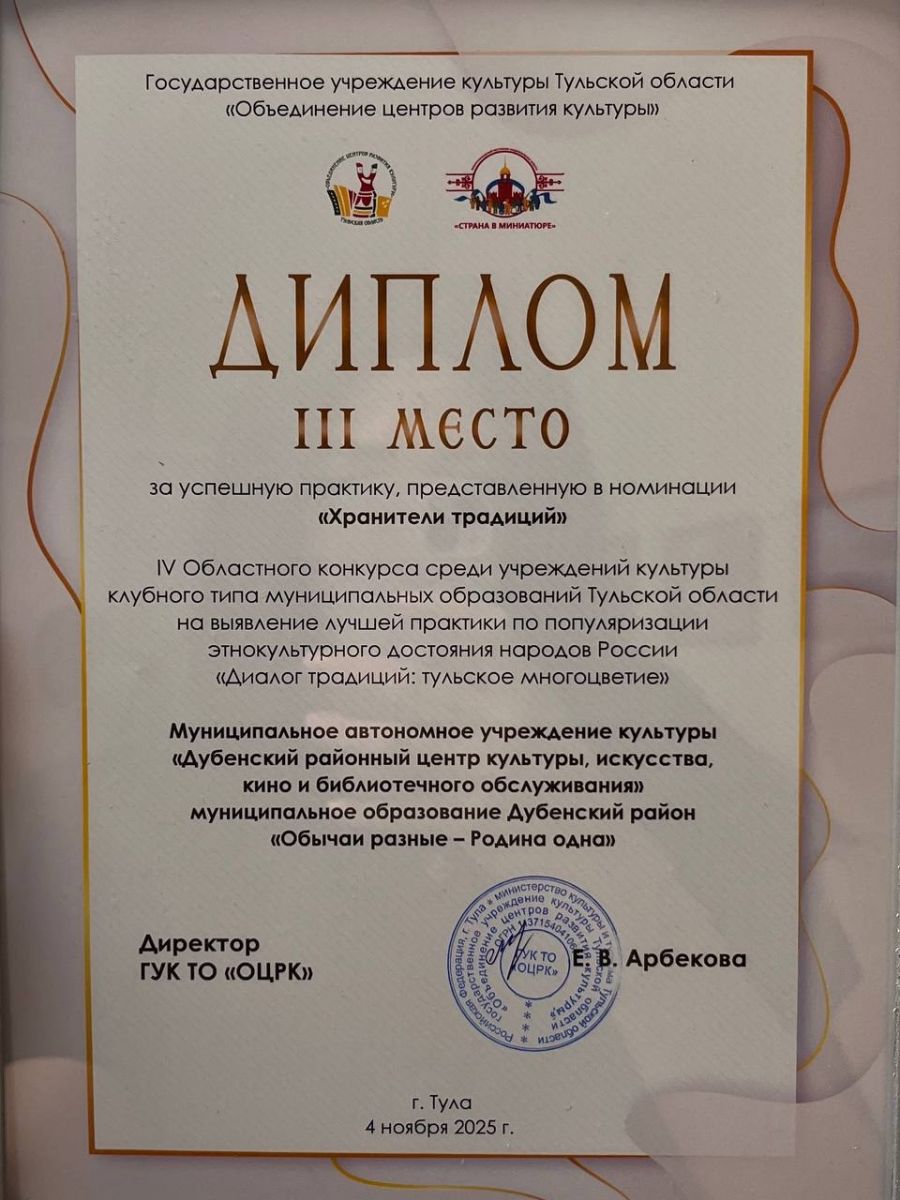 Государственное учреждение культуры Тульской области
«Объединение центров развития культуры»
«СТРАНА В МИНИАТЮРЕ»
ДИПЛОМ
III МЕСТО
за успешную практику, представленную в номинации
«Хранители традиций»
IV Областного конкурса среди учреждений культуры
клубного типа муниципальных образований Тульской области
на выявление лучшей практики по популяризации
этнокультурного достояния народов России
«Диалог традиций: тульское многоцветие»
Муниципальное автономное учреждение культуры
«Дубенский районный центр культуры, искусства,
кино и библиотечного обслуживания»
муниципальное образование Дубенский район
«Обычаи разные – Родина одна»
Директор
ГУК ТО «ОЦРК»
ГУК ТО
«ОЦРК»
Е. В. Арбекова
г. Тула
4 ноября 2025 г.